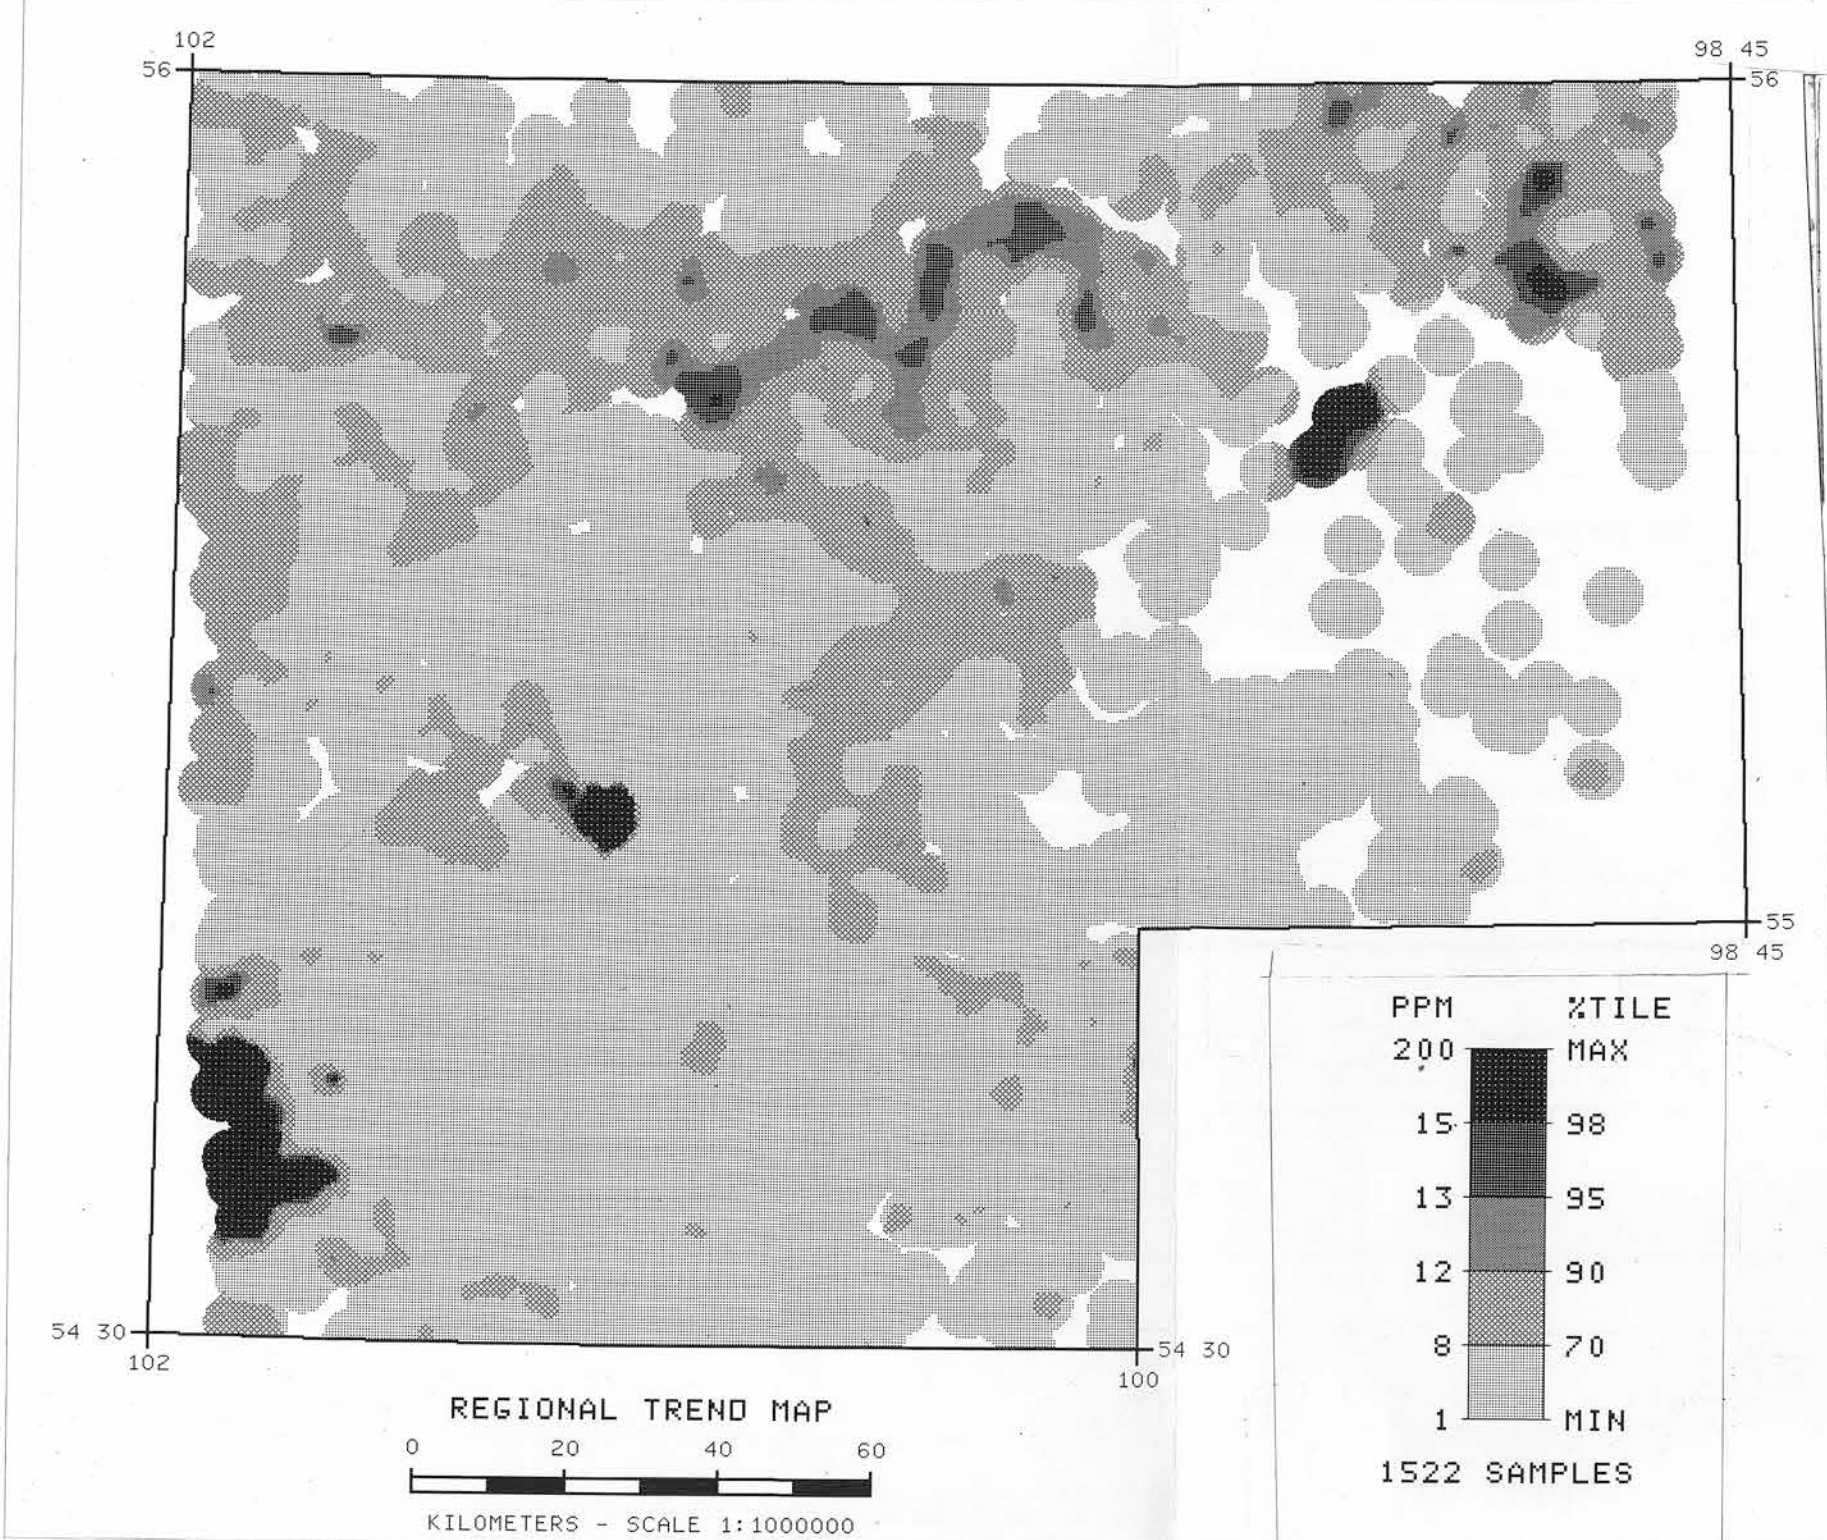 102
98 45
56
56
55
98 45
PPM %TILE
200 MAX
15 98
13 95
12 90
8 70
1 MIN
1522 SAMPLES
54 30
54 30
102
100
REGIONAL TREND MAP
0 20 40 60
KILOMETERS - SCALE 1:1000000